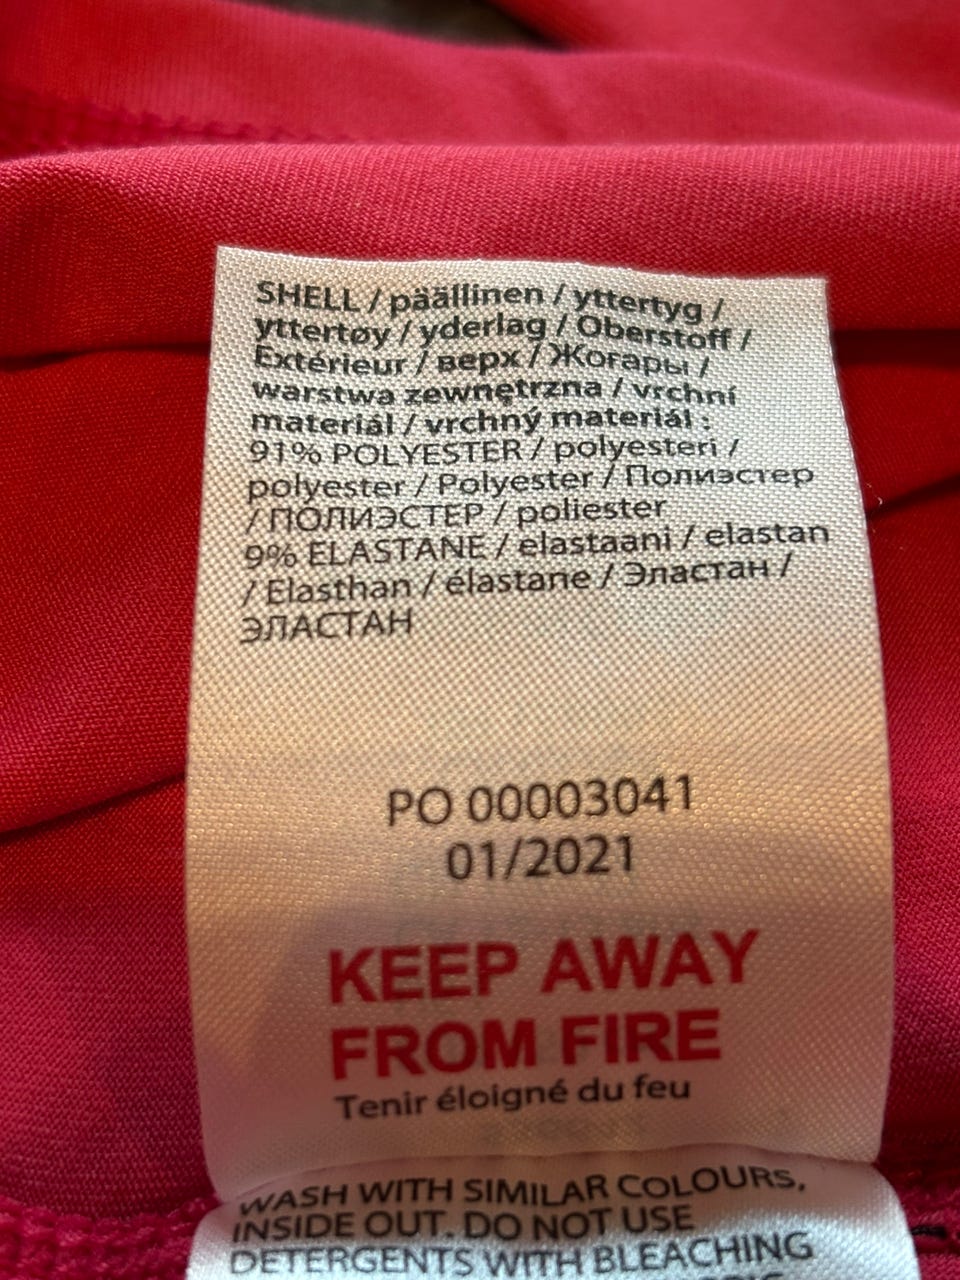 SHELL / päällinen / yttertyg /
yttertøy / yderlag / Oberstoff /
Extérieur / верх / Жоғары /
warstwa zewnętrzna / vrchní
materiál / vrchný materiál :
91% POLYESTER / polyesteri /
polyester / Polyester / Полиэстер
/ ПОЛИЭСТЕР / poliester
9% ELASTANE / elastaani / elastan
/ Elasthan / élastane / Эластан /
ЭЛАСТАН
PO 00003041
01/2021
KEEP AWAY
FROM FIRE
Tenir éloigné du feu
WASH WITH SIMILAR COLOURS,
INSIDE OUT. DO NOT USE
DETERGENTS WITH BLEACHING